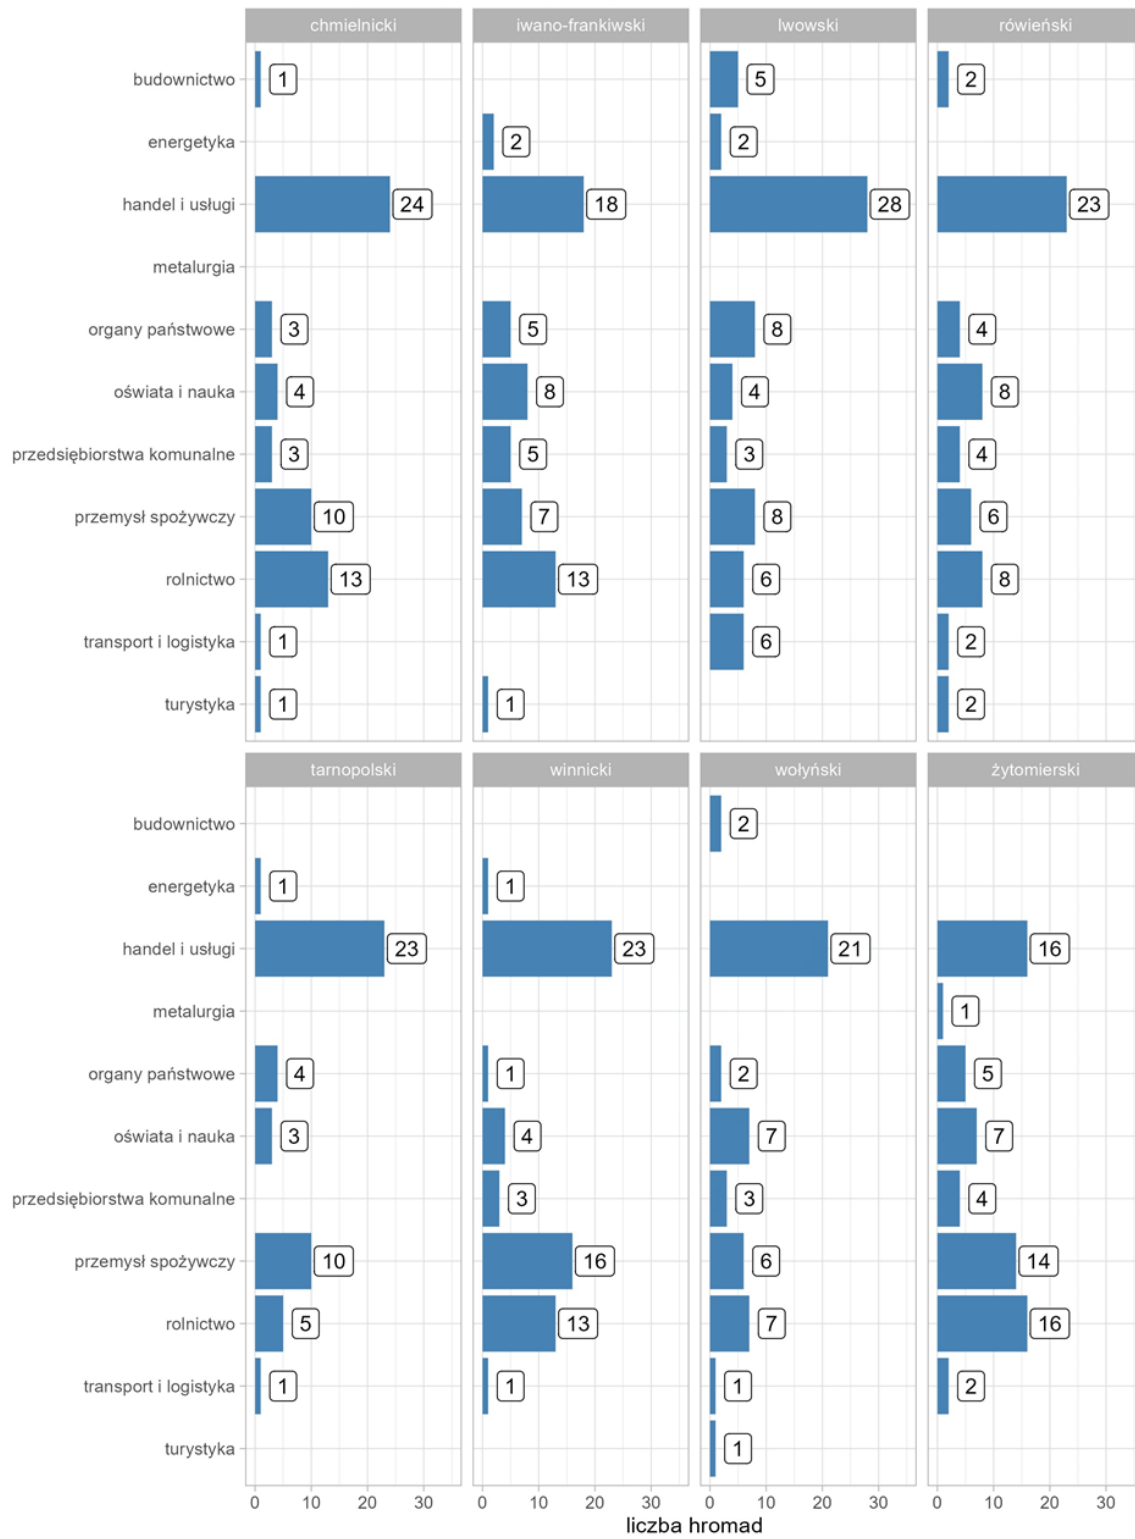 chmielnicki iwano-frankiwski lwowski rówieński
budownictwo 1 5 2
energetyka 2 2
handel i usługi 24 18 28 23
metalurgia
organy państwowe 3 5 8 4
oświata i nauka 4 8 4 8
przedsiębiorstwa komunalne 3 5 3 4
przemysł spożywczy 10 7 8 6
rolnictwo 13 13 6 8
transport i logistyka 1 6 2
turystyka 1 1 2
tarnopolski winnicki wołyński żytomierski
budownictwo 2
energetyka 1 1
handel i usługi 23 23 21 16
metalurgia 1
organy państwowe 4 1 2 5
oświata i nauka 3 4 7 7
przedsiębiorstwa komunalne 3 3 4
przemysł spożywczy 10 16 6 14
rolnictwo 5 13 7 16
transport i logistyka 1 1 1 2
turystyka 1
0 10 20 30 0 10 20 30 0 10 20 30 0 10 20 30
liczba hromad